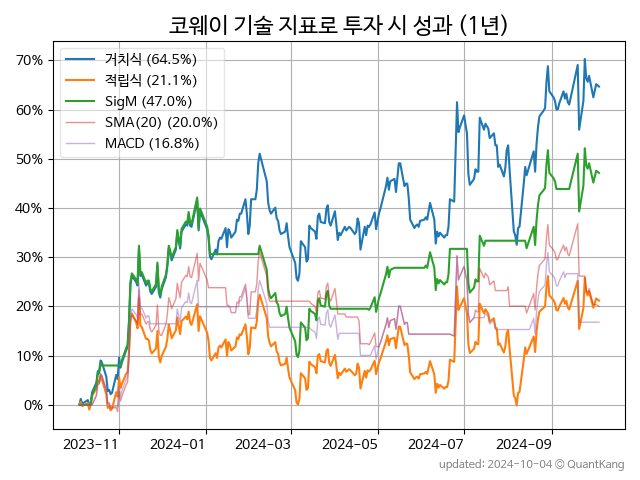 코웨이 기술 지표로 투자 시 성과 (1년)
거치식 (64.5%)
적립식 (21.1%)
SigM (47.0%)
SMA(20) (20.0%)
MACD (16.8%)
70%
60%
50%
40%
30%
20%
10%
0%
2023-11 2024-01 2024-03 2024-05 2024-07 2024-09
updated: 2024-10-04 ⓒ QuantKang